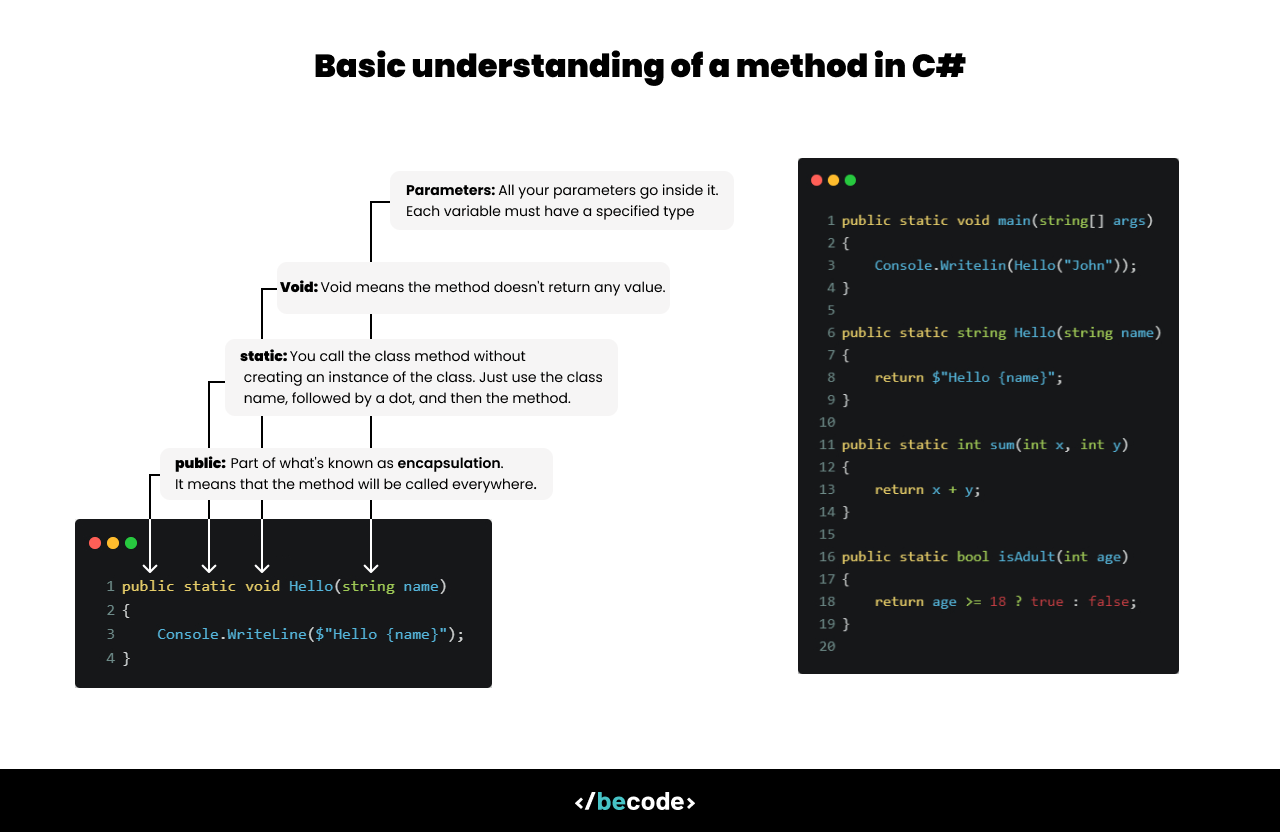 Basic understanding of a method in C#
Parameters: All your parameters go inside it.
Each variable must have a specified type
Void: Void means the method doesn't return any value.
static: You call the class method without
creating an instance of the class. Just use the class
name, followed by a dot, and then the method.
public: Part of what's known as encapsulation.
It means that the method will be called everywhere.
1 public static void Hello(string name)
2 {
3     Console.WriteLine($"Hello {name}");
4 }
1 public static void main(string[] args)
2 {
3     Console.Writelin(Hello("John"));
4 }
5
6 public static string Hello(string name)
7 {
8     return $"Hello {name}";
9 }
10
11 public static int sum(int x, int y)
12 {
13     return x + y;
14 }
15
16 public static bool isAdult(int age)
17 {
18     return age >= 18 ? true : false;
19 }
20
</becode>